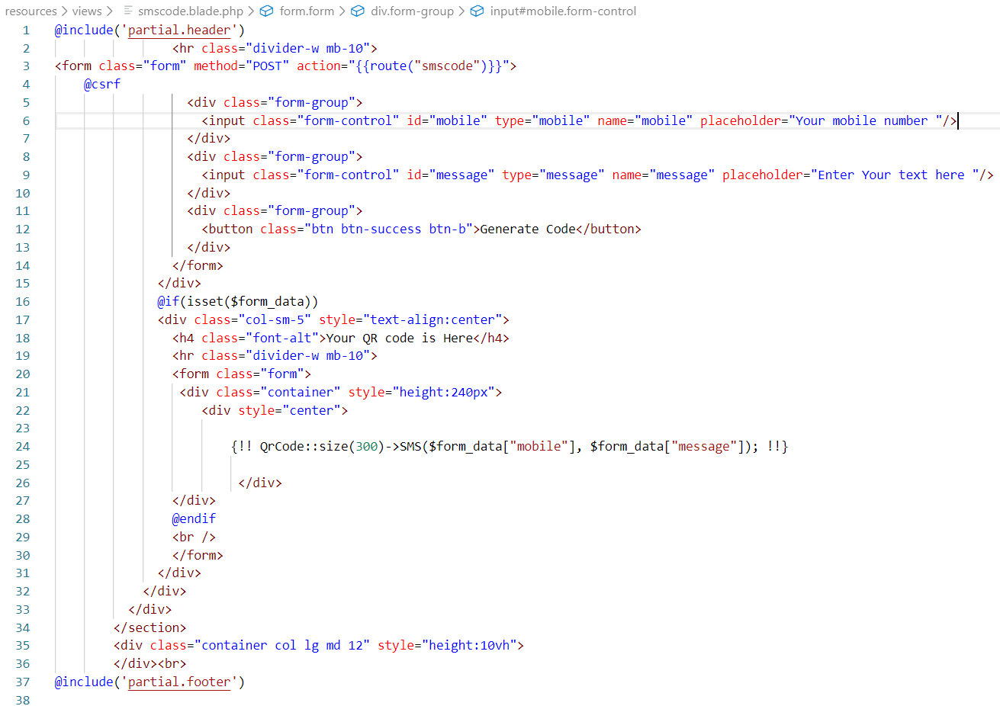 resources > views > smscode.blade.php > form.form > div.form-group > input#mobile.form-control
1 @include('partial.header')
2 <hr class="divider-w mb-10">
3 <form class="form" method="POST" action="{{route("smscode")}}">
4 @csrf
5 <div class="form-group">
6 <input class="form-control" id="mobile" type="mobile" name="mobile" placeholder="Your mobile number "/>
7 </div>
8 <div class="form-group">
9 <input class="form-control" id="message" type="message" name="message" placeholder="Enter Your text here "/>
10 </div>
11 <div class="form-group">
12 <button class="btn btn-success btn-b">Generate Code</button>
13 </div>
14 </form>
15 </div>
16 @if(isset($form_data))
17 <div class="col-sm-5" style="text-align:center">
18 <h4 class="font-alt">Your QR code is Here</h4>
19 <hr class="divider-w mb-10">
20 <form class="form">
21 <div class="container" style="height:240px">
22 <div style="center">
23
24 {!! QrCode::size(300)->SMS($form_data["mobile"], $form_data["message"]); !!}
25
26 </div>
27 </div>
28 @endif
29 <br />
30 </form>
31 </div>
32 </div>
33 </div>
34 </section>
35 <div class="container col lg md 12" style="height:10vh">
36 </div><br>
37 @include('partial.footer')
38